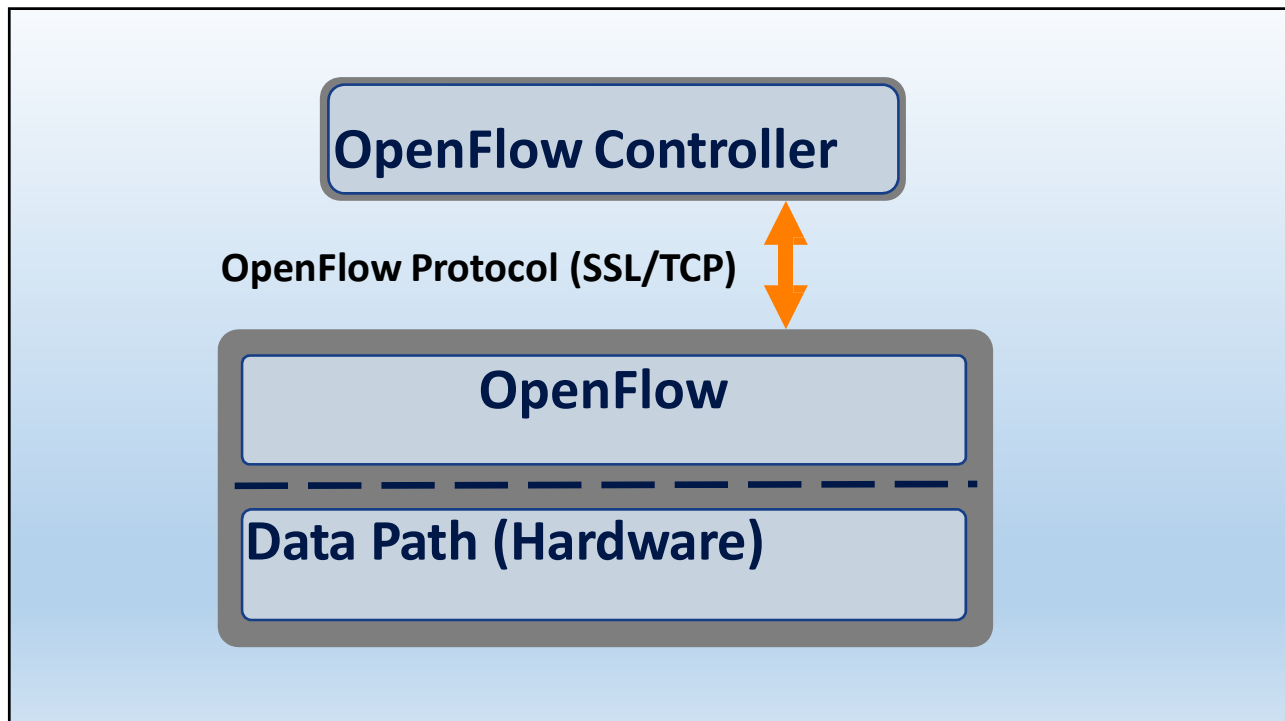 OpenFlow Controller
OpenFlow Protocol (SSL/TCP)
OpenFlow
Data Path (Hardware)